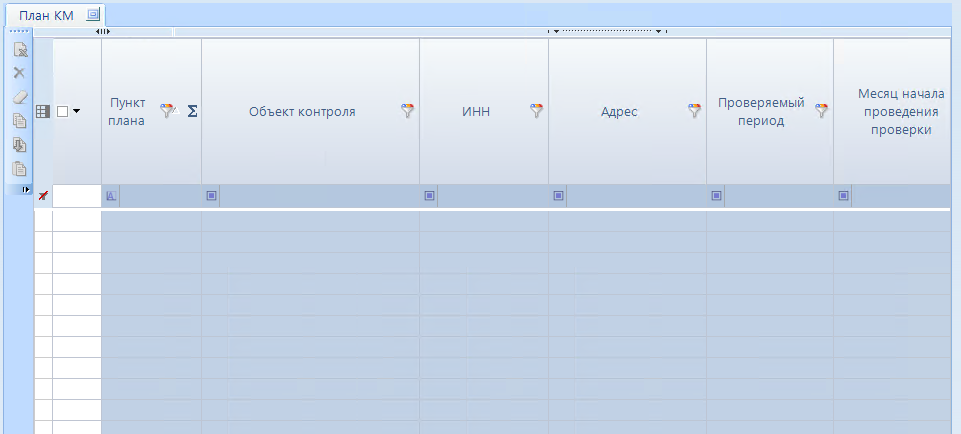 План КМ
Пункт
плана
Σ
Объект контроля
ИНН
Адрес
Проверяемый
период
Месяц начала
проведения
проверки
A